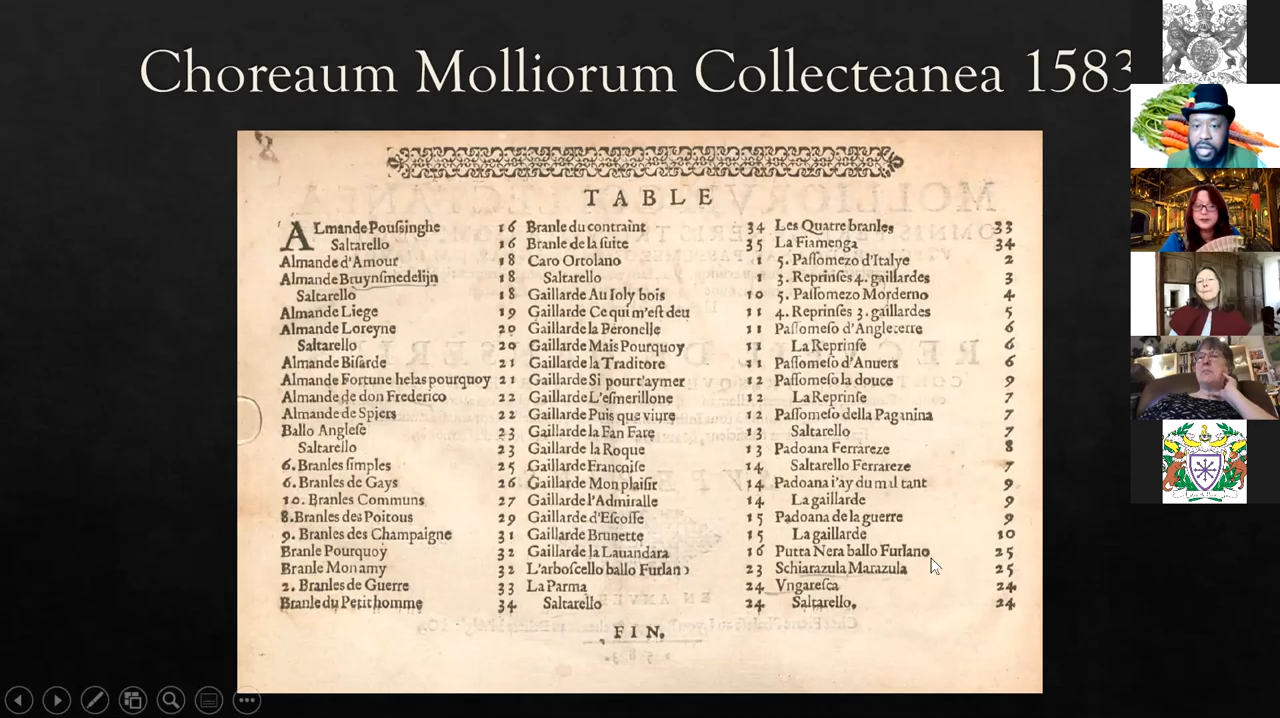 Choreaum Molliorum Collecteanea 1583
TABLE
ALmande Pouſsinghe 16
Saltarello 16
Almande d'Amour 18
Almande Bruynſmedelijn 18
Saltarello 18
Almande Liege 19
Almande Loreyne 20
Saltarello 20
Almande Biſarde 21
Almande Fortune helas pourquoy 21
Almande de don Frederico 22
Almande de Spiers 22
Ballo Angleſe 23
Saltarello 23
6. Branles ſimples 25
6. Branles de Gays 26
10. Branles Communs 27
8. Branles des Poitous 29
9. Branles des Champaigne 31
Branle Pourquoy 32
Branle Mon amy 32
2. Branles de Guerre 33
Branle du Petit homme 34
Branle du contraint 34
Branle de la ſuite 35
Caro Ortolano 1
Saltarello 1
Gaillarde Au Ioly bois 10
Gaillarde Ce qui m'eſt deu 11
Gaillarde la Peronelle 11
Gaillarde Mais Pourquoy 11
Gaillarde la Traditore 11
Gaillarde Si pourt'aymer 12
Gaillarde L'eſmerillone 12
Gaillarde Puis que viure 12
Gaillarde la Fan Fare 13
Gaillarde la Roque 13
Gaillarde Francoiſe 14
Gaillarde Mon plaiſir 14
Gaillarde l'Admiralle 14
Gaillarde d'Eſcoſſe 15
Gaillarde Brunette 15
Gaillarde la Lauandara 16
L'arboſcello ballo Furlano 23
La Parma 24
Saltarello 24
Les Quatre branles 33
La Fiamenga 34
5. Paſſomezo d'Italye 2
3. Reprinſes 4. gaillardes 3
5. Paſſomezo Morderno 4
4. Reprinſes 3. gaillardes 5
Paſſomeſo d'Angleterre 6
La Reprinſe 6
Paſſomeſo d'Anuers 6
Paſſomeſo la douce 9
La Reprinſe 7
Paſſomeſo della Paganina 7
Saltarello 7
Padoana Ferrareze 8
Saltarello Ferrareze 7
Padoana i'ay du mal tant 9
La gaillarde 9
Padoana de la guerre 9
La gaillarde 10
Putta Nera ballo Furlano 25
Schiarazula Marazula 25
Vngareſca 24
Saltarello. 24
FIN.